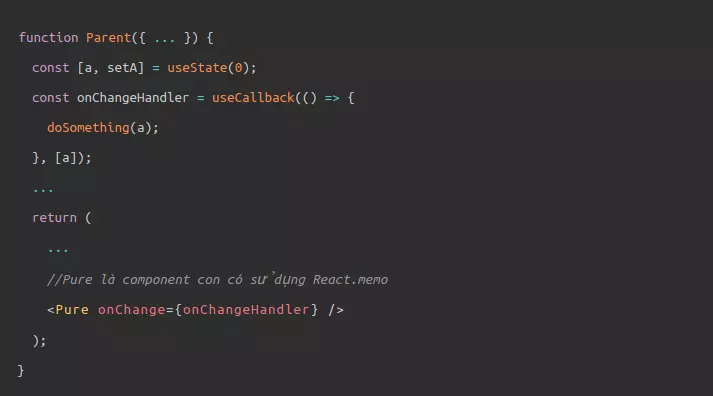 function Parent({ ... }) {
const [a, setA] = useState(0);
const onChangeHandler = useCallback(() => {
doSomething(a);
}, [a]);
...
return (
...
//Pure là component con có sử dụng React.memo
<Pure onChange={onChangeHandler} />
);
}